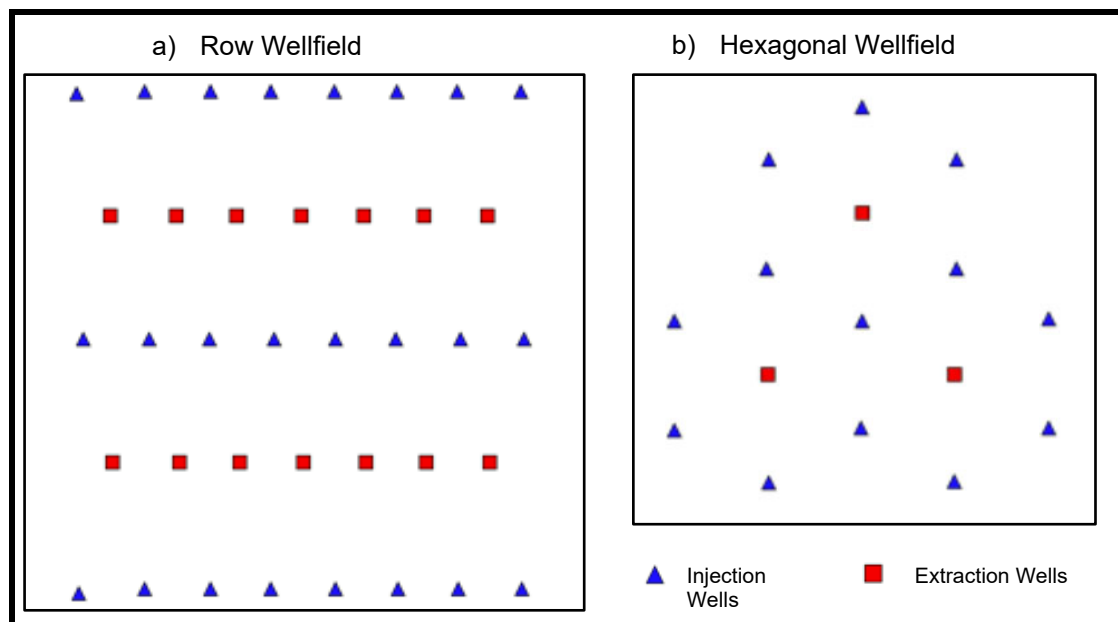 a) Row Wellfield
b) Hexagonal Wellfield
Injection
Wells
Extraction Wells